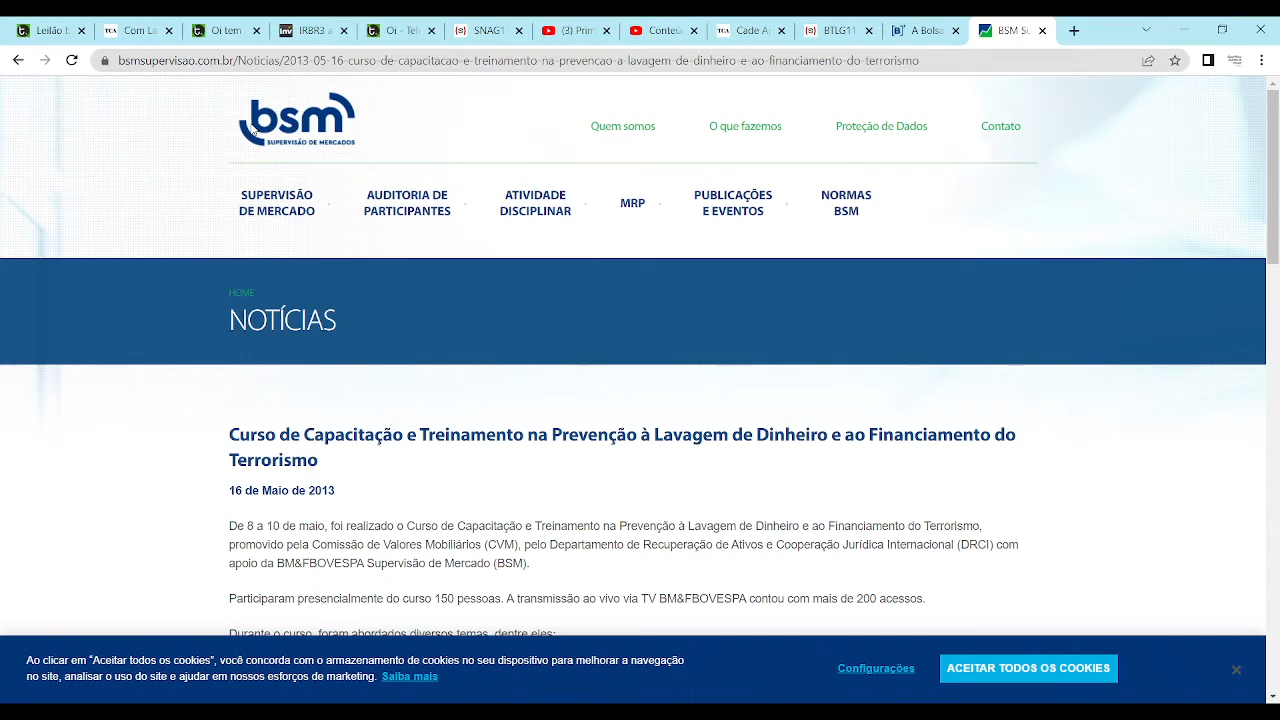 Leilão E
Com La
Oi tem
IRBR3 a
Oi - Tel
SNAG1
(3) Prim
Conteú
Cade A
BTLG11
A Bolsa
BSM Su
bsmsupervisao.com.br/Noticias/2013-05-16-curso-de-capacitacao-e-treinamento-na-prevencao-a-lavagem-de-dinheiro-e-ao-financiamento-do-terrorismo
bsm
SUPERVISÃO DE MERCADOS
Quem somos
O que fazemos
Proteção de Dados
Contato
SUPERVISÃO
DE MERCADO
AUDITORIA DE
PARTICIPANTES
ATIVIDADE
DISCIPLINAR
MRP
PUBLICAÇÕES
E EVENTOS
NORMAS
BSM
HOME
NOTÍCIAS
Curso de Capacitação e Treinamento na Prevenção à Lavagem de Dinheiro e ao Financiamento do
Terrorismo
16 de Maio de 2013
De 8 a 10 de maio, foi realizado o Curso de Capacitação e Treinamento na Prevenção à Lavagem de Dinheiro e ao Financiamento do Terrorismo,
promovido pela Comissão de Valores Mobiliários (CVM), pelo Departamento de Recuperação de Ativos e Cooperação Jurídica Internacional (DRCI) com
apoio da BM&FBOVESPA Supervisão de Mercado (BSM).
Participaram presencialmente do curso 150 pessoas. A transmissão ao vivo via TV BM&FBOVESPA contou com mais de 200 acessos.
Durante o curso, foram abordados diversos temas, dentre eles:
Ao clicar em “Aceitar todos os cookies”, você concorda com o armazenamento de cookies no seu dispositivo para melhorar a navegação
no site, analisar o uso do site e ajudar em nossos esforços de marketing. Saiba mais
Configurações
ACEITAR TODOS OS COOKIES